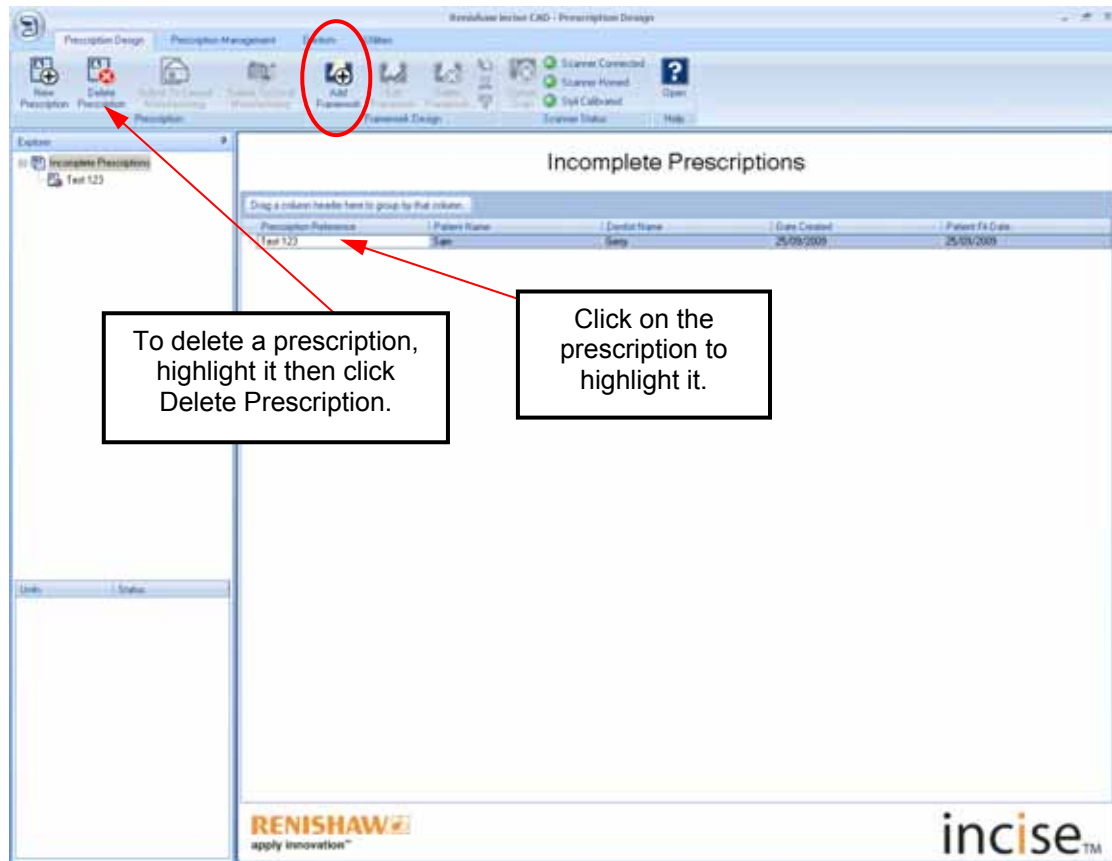 Renishaw Incise CAD - Prescription Design
Prescription Design Prescription Management Dentists Utilities
New Prescription
Delete Prescription
Add Framework
Scanner Connected
Scanner Homed
Styli Calibrated
Open
Prescription Framework Design Scanner Status Help
Explorer
Incomplete Prescriptions
Test 123
Incomplete Prescriptions
Drag a column header here to group by that column.
Prescription Reference Patient Name Dentist Name Date Created Patient Fit Date
Test 123 Sam Gerry 25/09/2009 25/09/2009
To delete a prescription,
highlight it then click
Delete Prescription.
Click on the
prescription to
highlight it.
Units Status
RENISHAW
apply innovation™
incise™